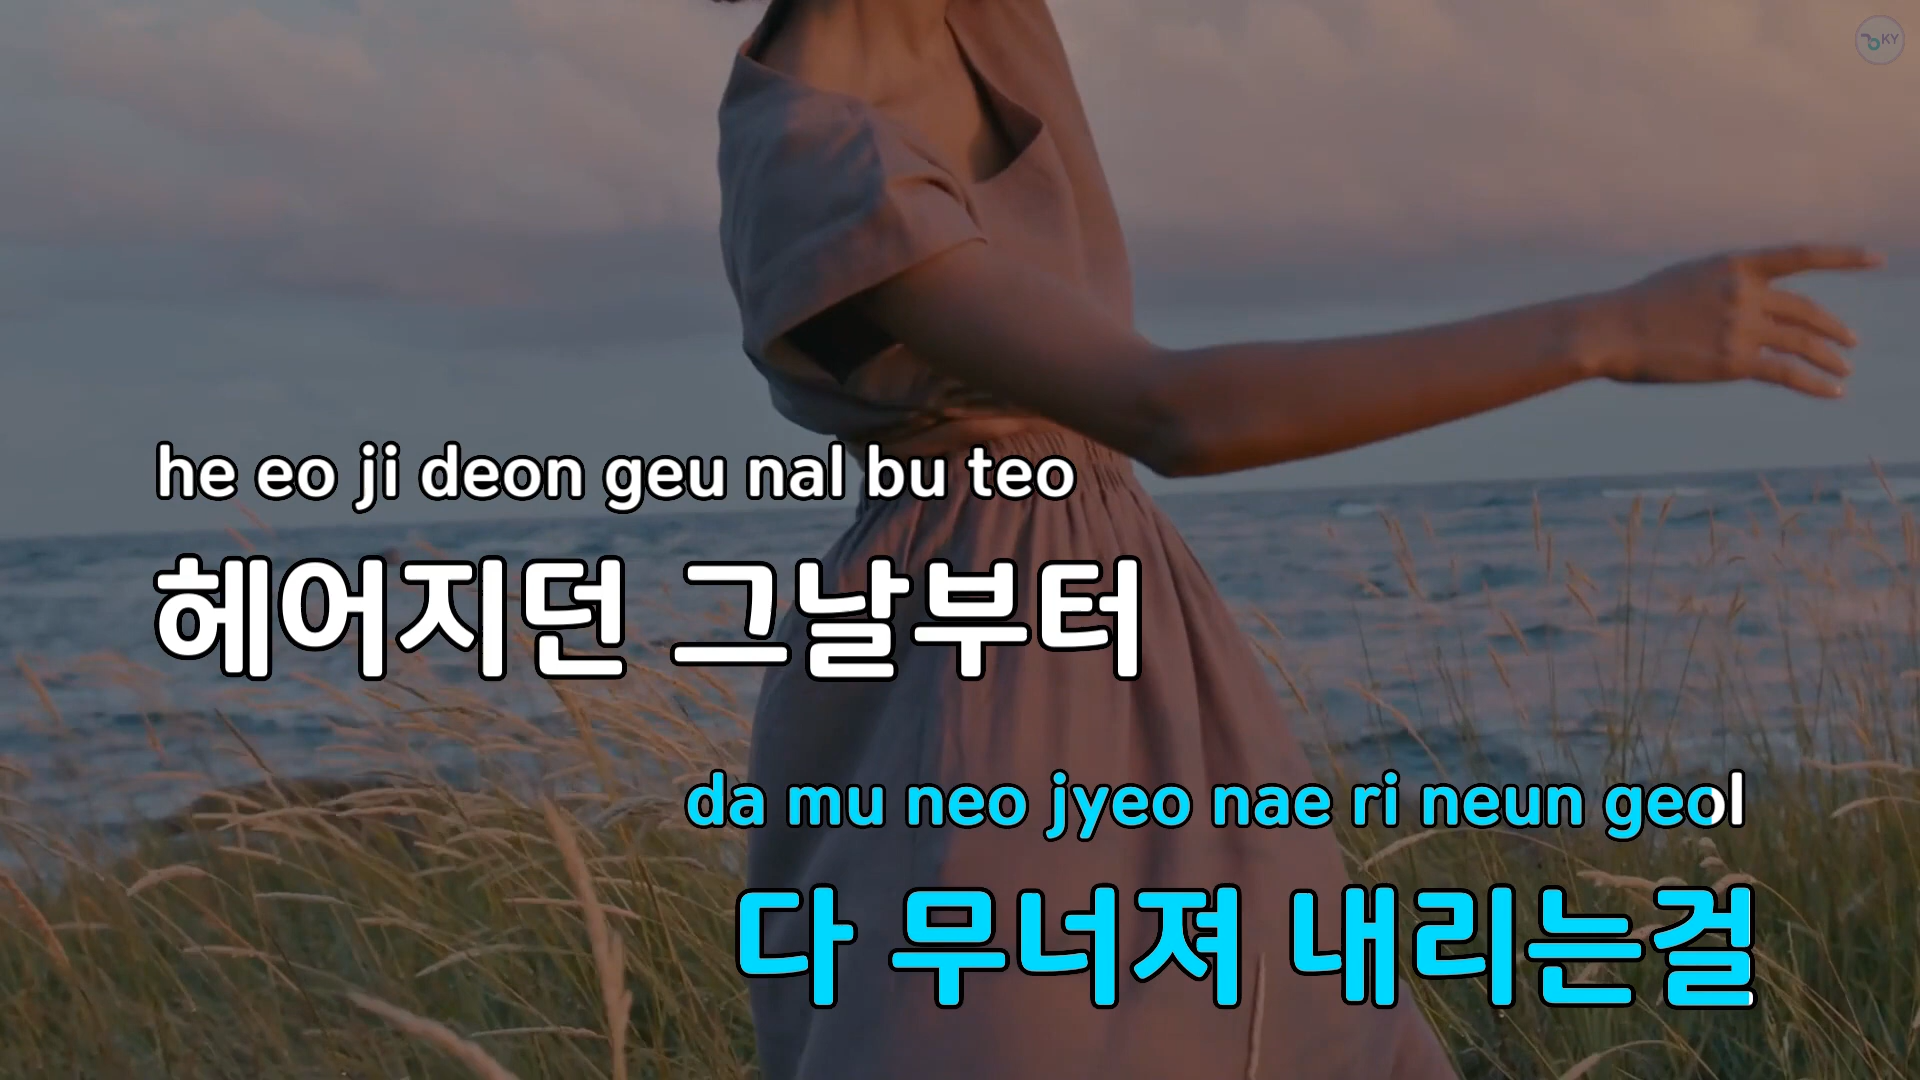 KY
he eo ji deon geu nal bu teo
헤어지던 그날부터
da mu neo jyeo nae ri neun geol
다 무너져 내리는걸